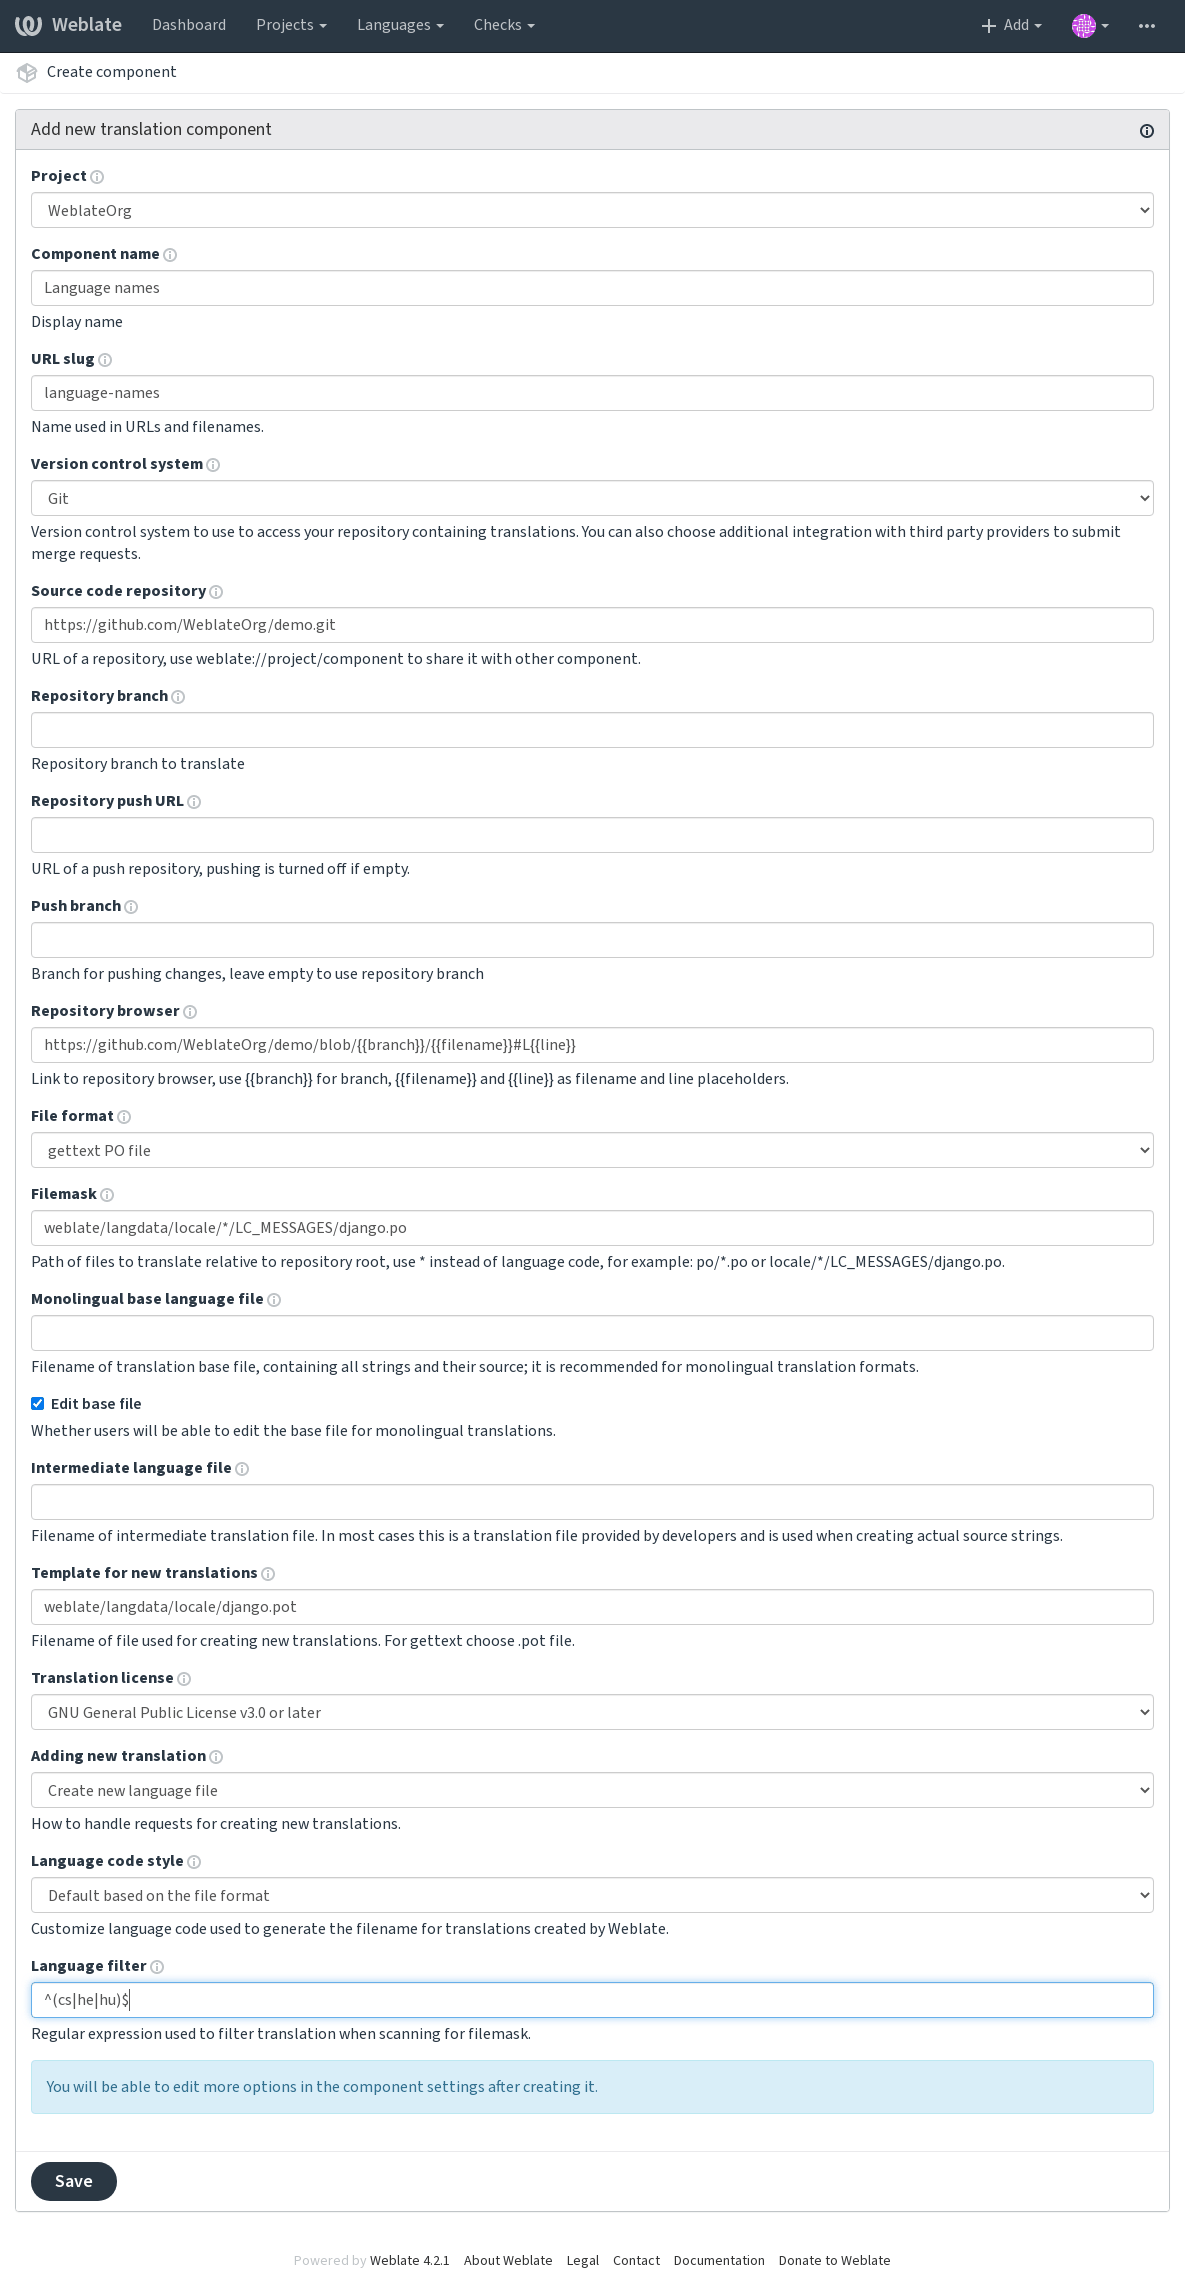 Weblate Dashboard Projects Languages Checks Add
Create component
Add new translation component
Project
WeblateOrg
Component name
Language names
Display name
URL slug
language-names
Name used in URLs and filenames.
Version control system
Git
Version control system to use to access your repository containing translations. You can also choose additional integration with third party providers to submit
merge requests.
Source code repository
https://github.com/WeblateOrg/demo.git
URL of a repository, use weblate://project/component to share it with other component.
Repository branch
Repository branch to translate
Repository push URL
URL of a push repository, pushing is turned off if empty.
Push branch
Branch for pushing changes, leave empty to use repository branch
Repository browser
https://github.com/WeblateOrg/demo/blob/{{branch}}/{{filename}}#L{{line}}
Link to repository browser, use {{branch}} for branch, {{filename}} and {{line}} as filename and line placeholders.
File format
gettext PO file
Filemask
weblate/langdata/locale/*/LC_MESSAGES/django.po
Path of files to translate relative to repository root, use * instead of language code, for example: po/*.po or locale/*/LC_MESSAGES/django.po.
Monolingual base language file
Filename of translation base file, containing all strings and their source; it is recommended for monolingual translation formats.
Edit base file
Whether users will be able to edit the base file for monolingual translations.
Intermediate language file
Filename of intermediate translation file. In most cases this is a translation file provided by developers and is used when creating actual source strings.
Template for new translations
weblate/langdata/locale/django.pot
Filename of file used for creating new translations. For gettext choose .pot file.
Translation license
GNU General Public License v3.0 or later
Adding new translation
Create new language file
How to handle requests for creating new translations.
Language code style
Default based on the file format
Customize language code used to generate the filename for translations created by Weblate.
Language filter
^(cs|he|hu)$
Regular expression used to filter translation when scanning for filemask.
You will be able to edit more options in the component settings after creating it.
Save
Powered by Weblate 4.2.1 About Weblate Legal Contact Documentation Donate to Weblate